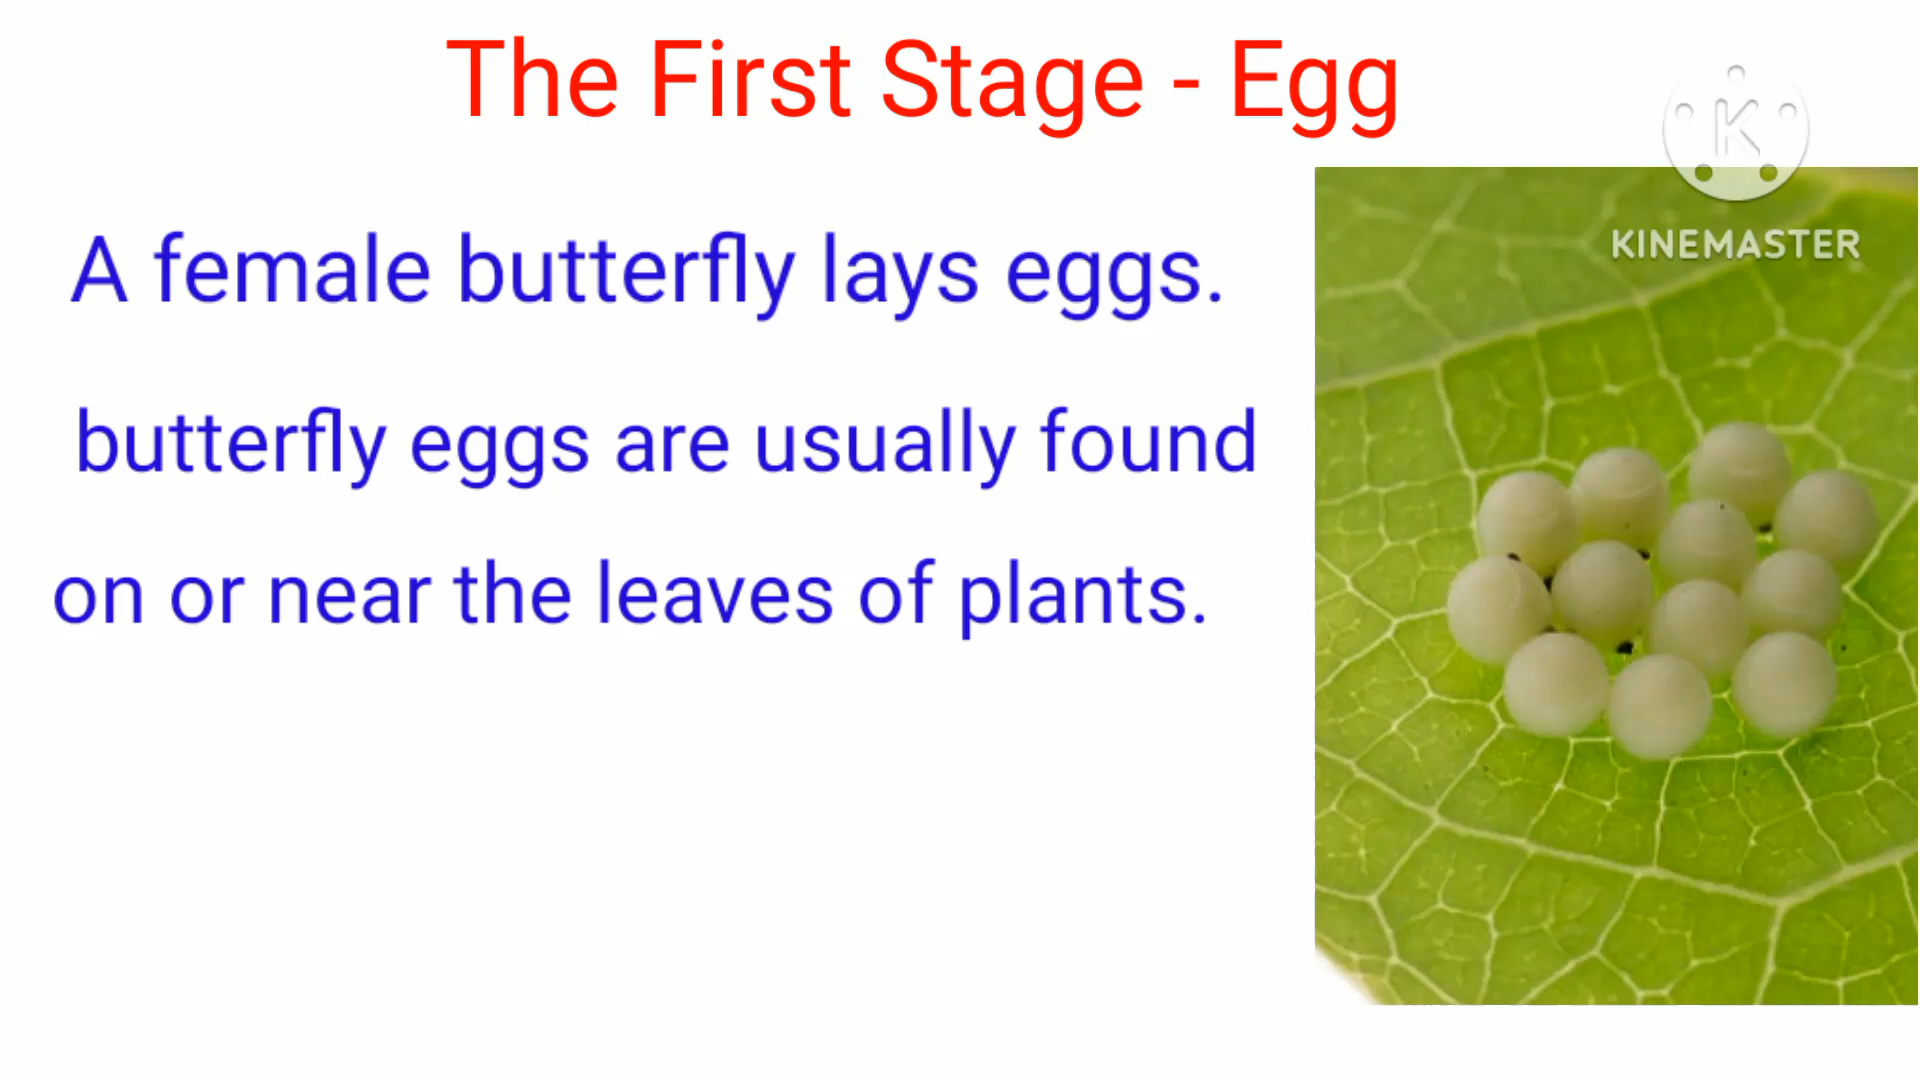 The First Stage - Egg
A female butterfly lays eggs.
butterfly eggs are usually found
on or near the leaves of plants.
K
KINEMASTER